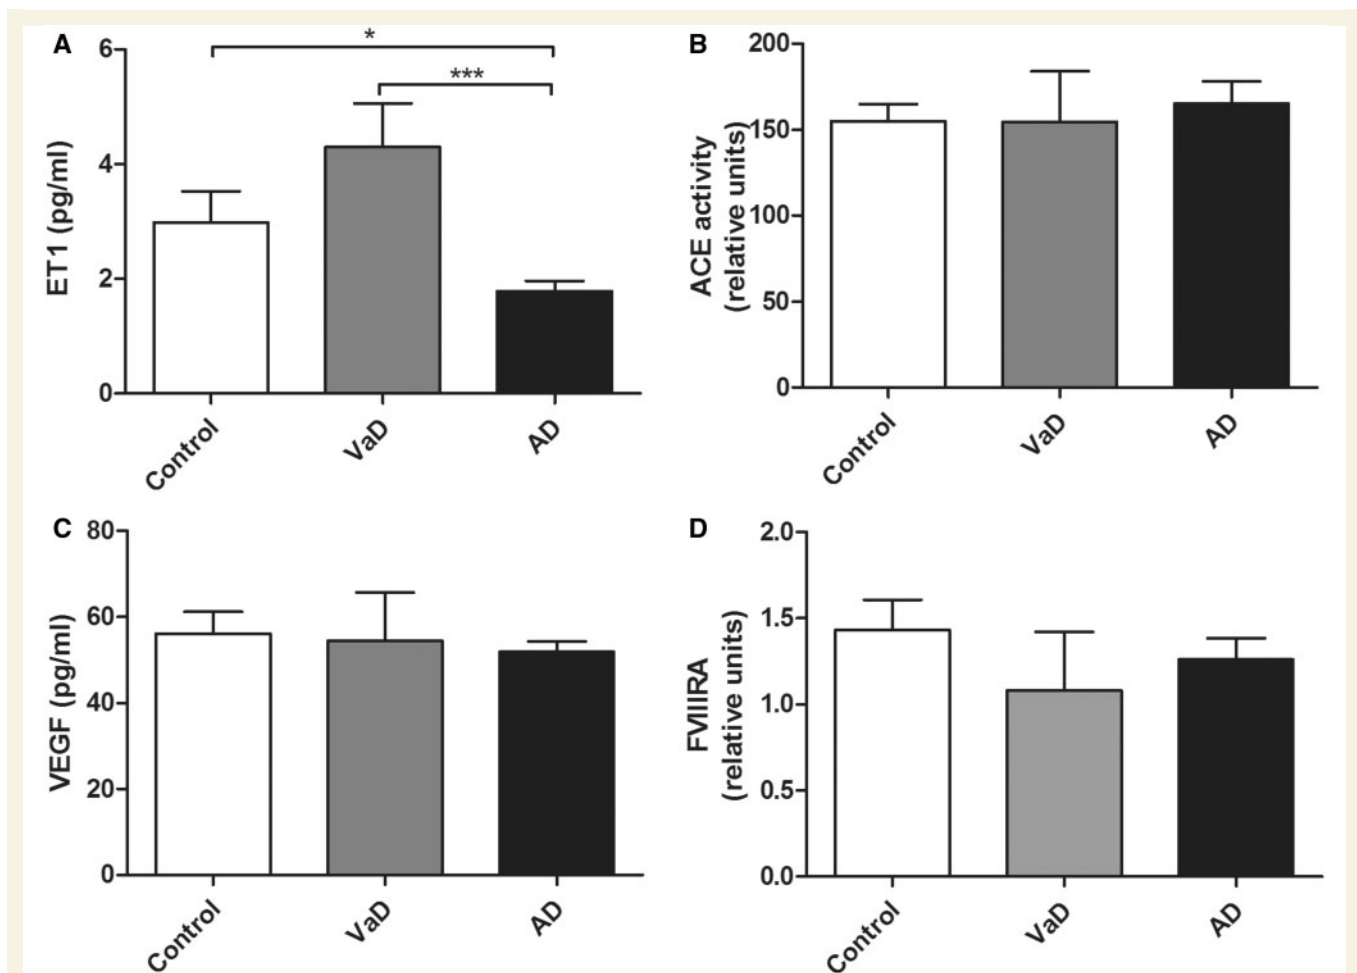 A
ET1 (pg/ml)
6
4
2
0
*
***
Control
VaD
AD
B
ACE activity
(relative units)
200
150
100
50
0
Control
VaD
AD
C
VEGF (pg/ml)
80
60
40
20
0
Control
VaD
AD
D
FVIIIRA
(relative units)
2.0
1.5
1.0
0.5
0.0
Control
VaD
AD